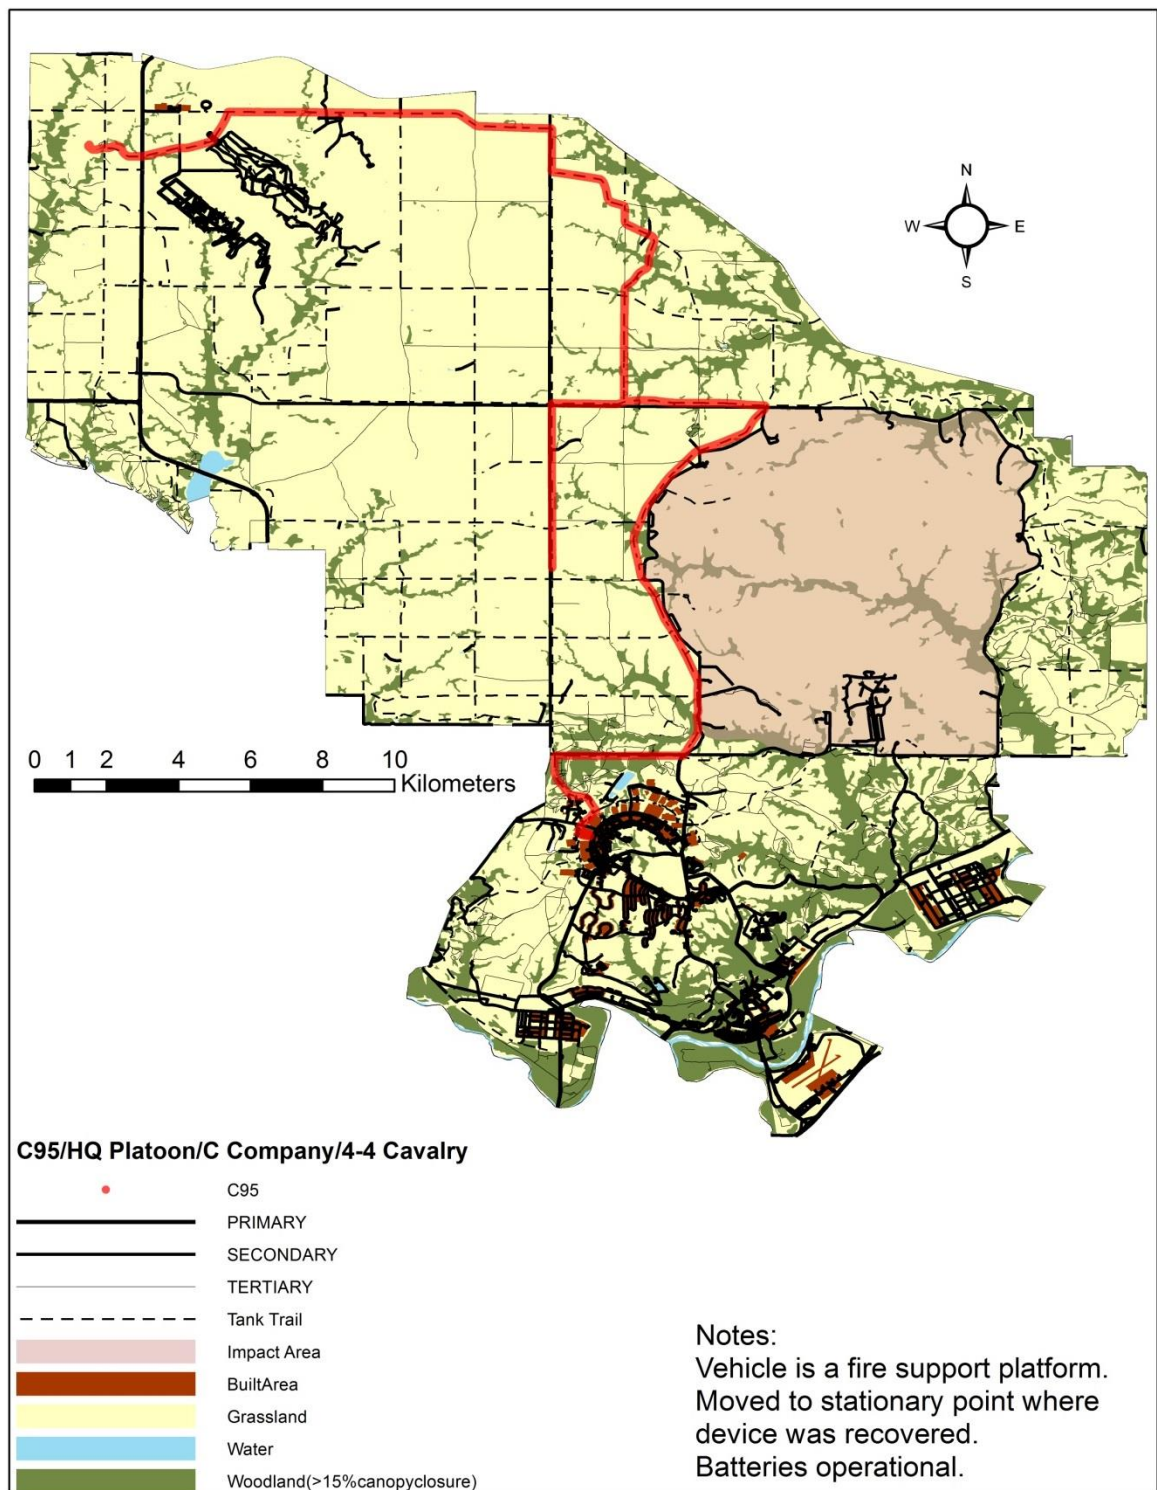 N
W E
S
0 1 2 4 6 8 10
Kilometers
C95/HQ Platoon/C Company/4-4 Cavalry
C95
PRIMARY
SECONDARY
TERTIARY
Tank Trail
Impact Area
BuiltArea
Grassland
Water
Woodland(>15%canopyclosure)
Notes:
Vehicle is a fire support platform.
Moved to stationary point where
device was recovered.
Batteries operational.